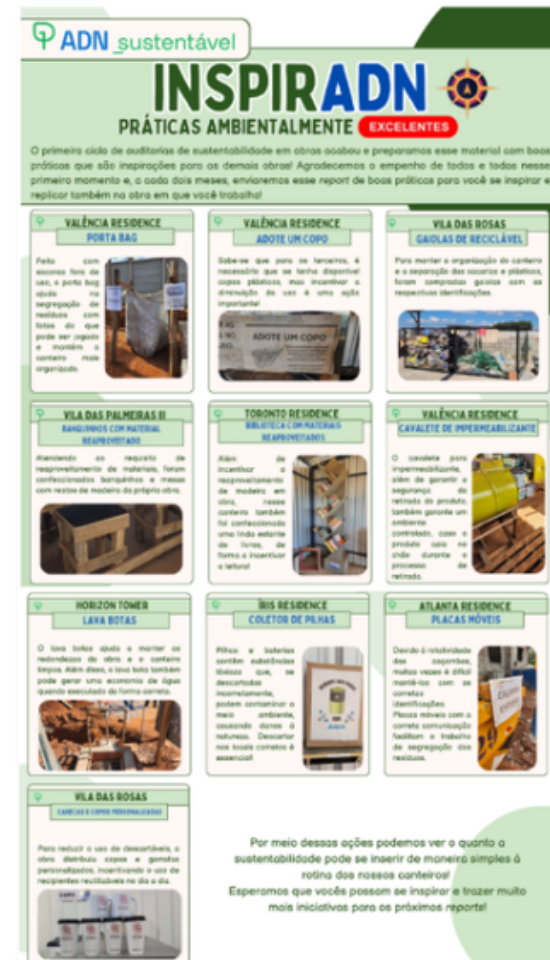 ADN _sustentável
INSPIRADN
PRÁTICAS AMBIENTALMENTE EXCELENTES
O primeiro ciclo de auditorias de sustentabilidade em obras acabou e preparamos esse material com boas
práticas que são inspirações para as demais obras! Agradecemos o empenho de todos e todas nesse
primeiro momento e, a cada dois meses, enviaremos esse report de boas práticas para você se inspirar e
replicar também na obra em que você trabalha!
VALÊNCIA RESIDENCE
PORTA BAG
Feito com
escoras fora de
uso, o porta bag
ajuda na
segregação de
resíduos com
fotos do que
pode ser jogado
e mantém o
canteiro mais
organizado.
VALÊNCIA RESIDENCE
ADOTE UM COPO
Sabe-se que para os terceiros, é
necessário que se tenha disponível
copos plásticos, mas incentivar a
diminuição do uso é uma ação
importante!
ADOTE UM COPO
VILA DAS ROSAS
GAIOLAS DE RECICLÁVEL
Para manter a organização do canteiro
e a separação das sucatas e plásticos,
foram compradas gaiolas com as
respectivas identificações.
VILA DAS PALMEIRAS II
BANQUINHOS COM MATERIAL
REAPROVEITADO
Atendendo ao requisito de
reaproveitamento de materiais, foram
confeccionados banquinhos e mesas
com restos de madeira da própria obra.
TORONTO RESIDENCE
BIBLIOTECA COM MATERIAIS
REAPROVEITADOS
Além de
incentivar o
reaproveitamento
de madeira em
obra, nesse
canteiro também
foi confeccionada
uma linda estante
de livros, de
forma a incentivar
a leitura!
VALÊNCIA RESIDENCE
CAVALETE DE IMPERMEABILIZANTE
O cavalete para
impermeabilizante,
além de garantir a
segurança da
retirada do produto,
também garante um
ambiente
controlado, caso o
produto caia no
chão durante o
processo de
retirada.
HORIZON TOWER
LAVA BOTAS
O lava botas ajuda a manter as
redondezas da obra e o canteiro
limpos. Além disso, o lava bota também
pode gerar uma economia de água
quando executado da forma correta.
ÍRIS RESIDENCE
COLETOR DE PILHAS
Pilhas e baterias
contêm substâncias
tóxicas que, se
descartadas
incorretamente,
podem contaminar o
meio ambiente,
causando danos à
natureza. Descartar
nos locais corretos é
essencial!
ATLANTA RESIDENCE
PLACAS MÓVEIS
Devido à rotatividade
das caçambas,
muitas vezes é difícil
mantê-las com as
corretas
identificações.
Placas móveis com a
correta comunicação
facilitam o trabalho
de segregação dos
resíduos.
VILA DAS ROSAS
CANECAS E COPOS PERSONALIZADOS
Para reduzir o uso de descartáveis, a
obra distribuiu copos e garrafas
personalizados, incentivando o uso de
recipientes reutilizáveis no dia a dia.
Por meio dessas ações podemos ver o quanto a
sustentabilidade pode se inserir de maneira simples à
rotina dos nossos canteiros!
Esperamos que vocês possam se inspirar e trazer muito
mais iniciativas para os próximos reports!